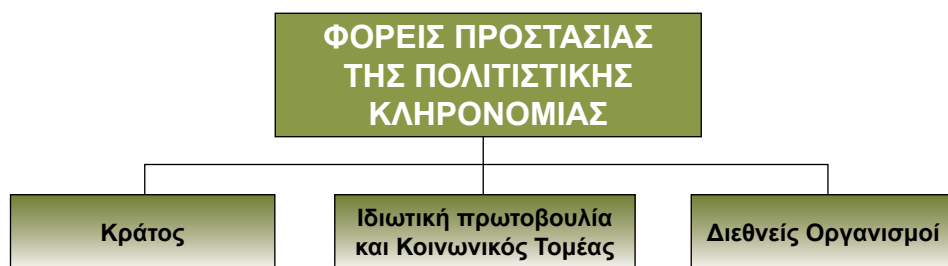 ΦΟΡΕΙΣ ΠΡΟΣΤΑΣΙΑΣ
ΤΗΣ ΠΟΛΙΤΙΣΤΙΚΗΣ
ΚΛΗΡΟΝΟΜΙΑΣ
Κράτος
Ιδιωτική πρωτοβουλία
και Κοινωνικός Τομέας
Διεθνείς Οργανισμοί